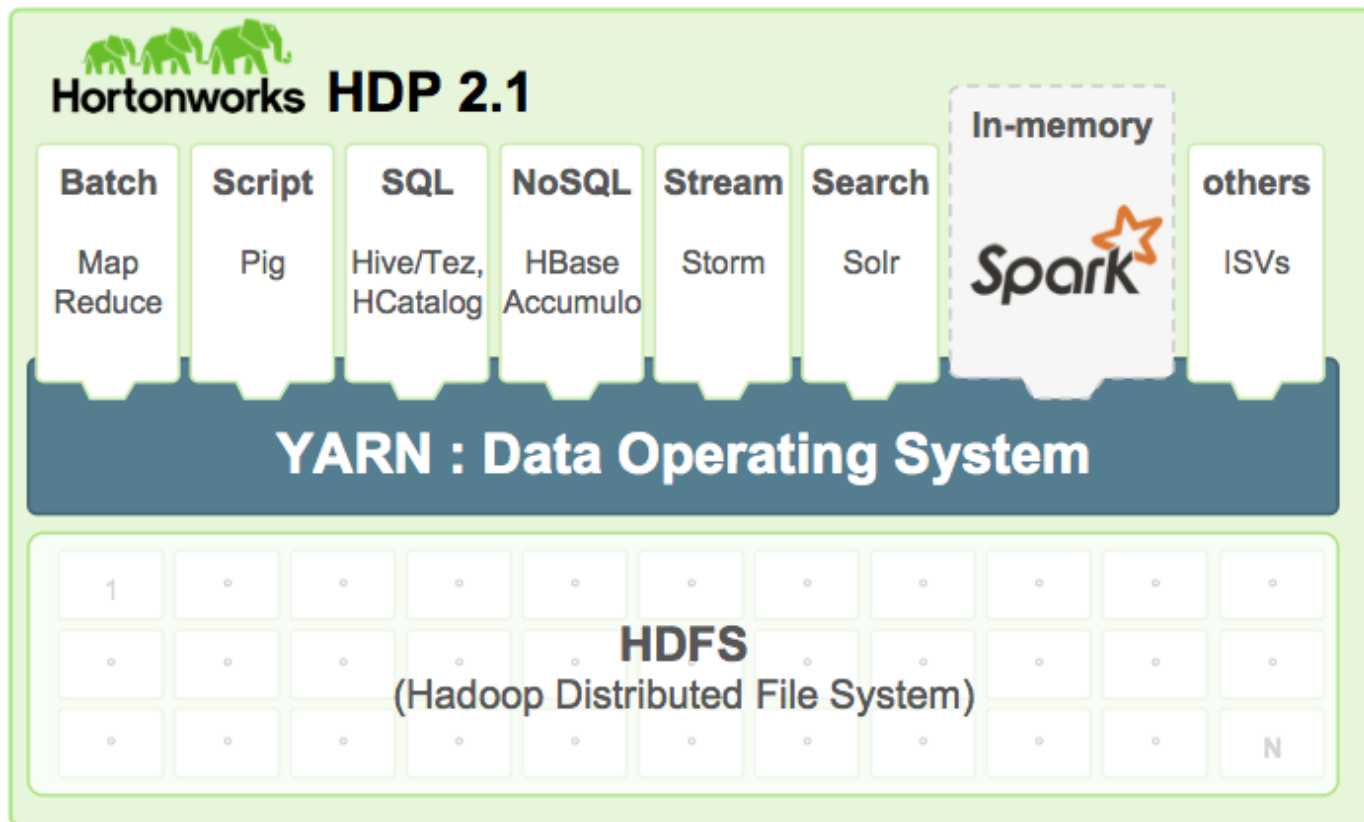 Hortonworks HDP 2.1
In-memory
Batch
Map
Reduce
Script
Pig
SQL
Hive/Tez,
HCatalog
NoSQL
HBase
Accumulo
Stream
Storm
Search
Solr
Spark
others
ISVs
YARN : Data Operating System
1
HDFS
(Hadoop Distributed File System)
N